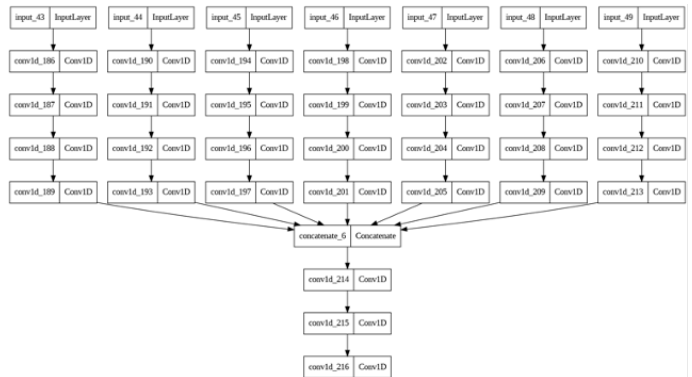 input_43 InputLayer input_44 InputLayer input_45 InputLayer input_46 InputLayer input_47 InputLayer input_48 InputLayer input_49 InputLayer
conv1d_186 Conv1D conv1d_190 Conv1D conv1d_194 Conv1D conv1d_198 Conv1D conv1d_202 Conv1D conv1d_206 Conv1D conv1d_210 Conv1D
conv1d_187 Conv1D conv1d_191 Conv1D conv1d_195 Conv1D conv1d_199 Conv1D conv1d_203 Conv1D conv1d_207 Conv1D conv1d_211 Conv1D
conv1d_188 Conv1D conv1d_192 Conv1D conv1d_196 Conv1D conv1d_200 Conv1D conv1d_204 Conv1D conv1d_208 Conv1D conv1d_212 Conv1D
conv1d_189 Conv1D conv1d_193 Conv1D conv1d_197 Conv1D conv1d_201 Conv1D conv1d_205 Conv1D conv1d_209 Conv1D conv1d_213 Conv1D
concatenate_6 Concatenate
conv1d_214 Conv1D
conv1d_215 Conv1D
conv1d_216 Conv1D